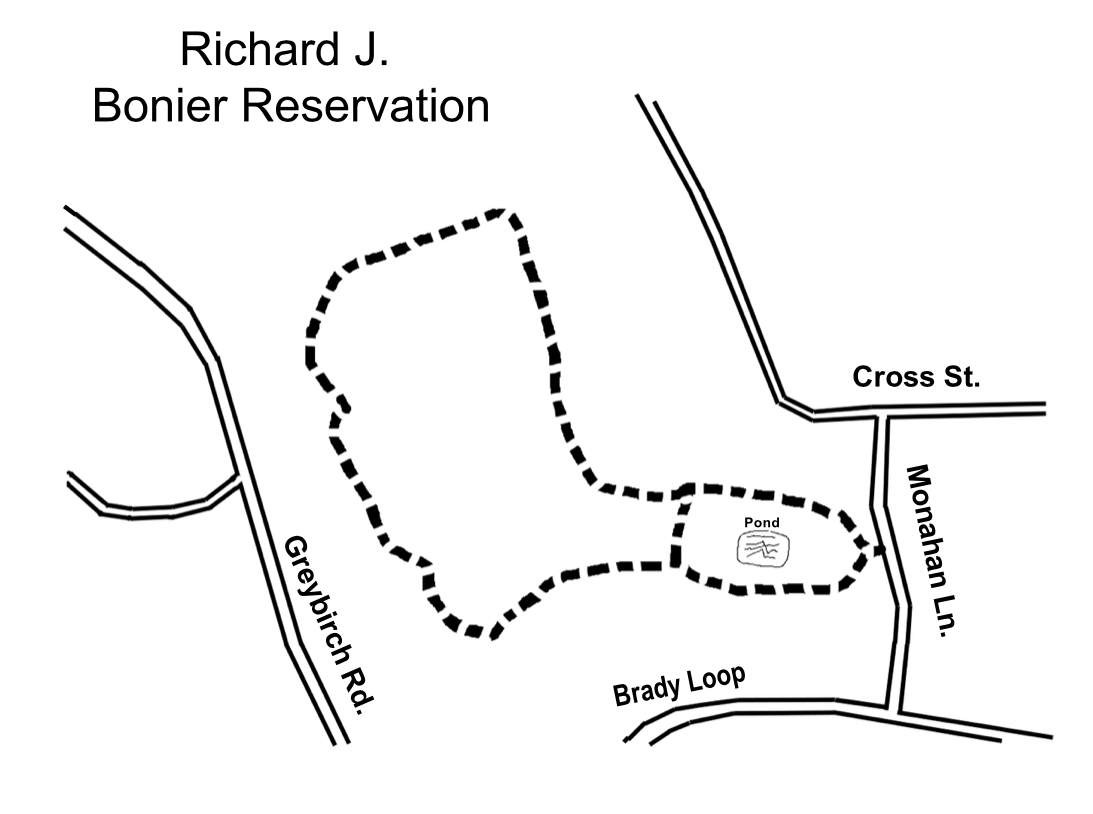 Richard J.
Bonier Reservation
Cross St.
Monahan Ln.
Pond
Greybirch Rd.
Brady Loop